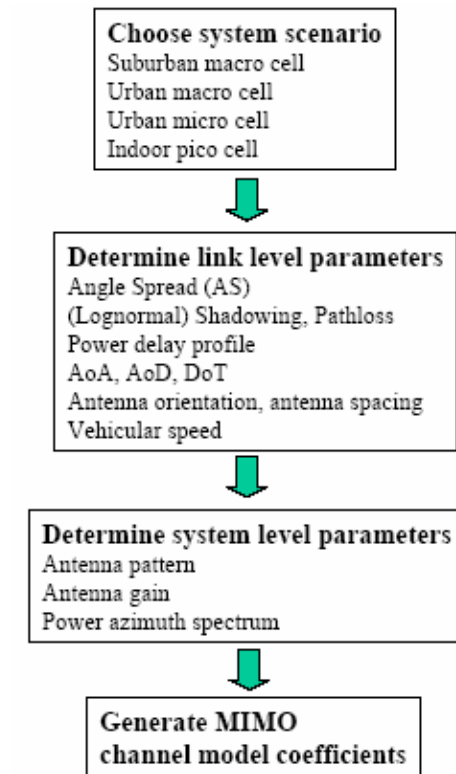 Choose system scenario
Suburban macro cell
Urban macro cell
Urban micro cell
Indoor pico cell
Determine link level parameters
Angle Spread (AS)
(Lognormal) Shadowing, Pathloss
Power delay profile
AoA, AoD, DoT
Antenna orientation, antenna spacing
Vehicular speed
Determine system level parameters
Antenna pattern
Antenna gain
Power azimuth spectrum
Generate MIMO
channel model coefficients